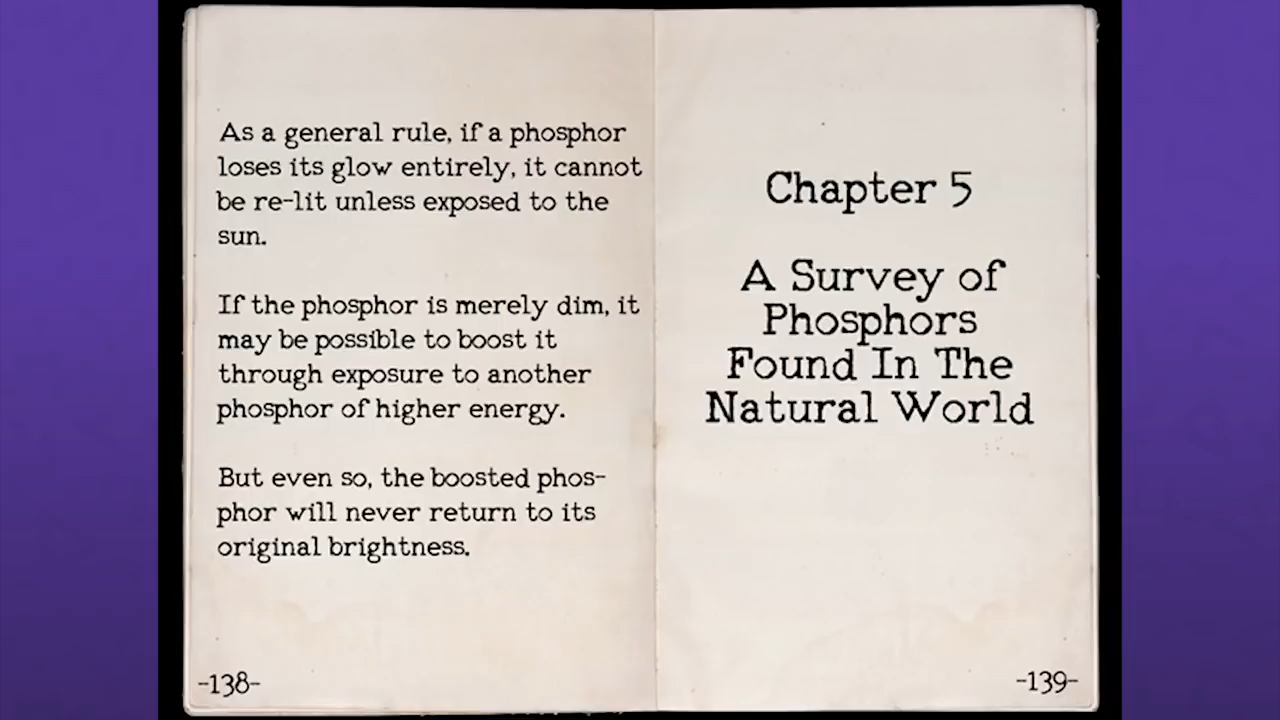 As a general rule, if a phosphor
loses its glow entirely, it cannot
be re-lit unless exposed to the
sun.
If the phosphor is merely dim, it
may be possible to boost it
through exposure to another
phosphor of higher energy.
But even so, the boosted phos-
phor will never return to its
original brightness.
-138-
Chapter 5
A Survey of
Phosphors
Found In The
Natural World
-139-